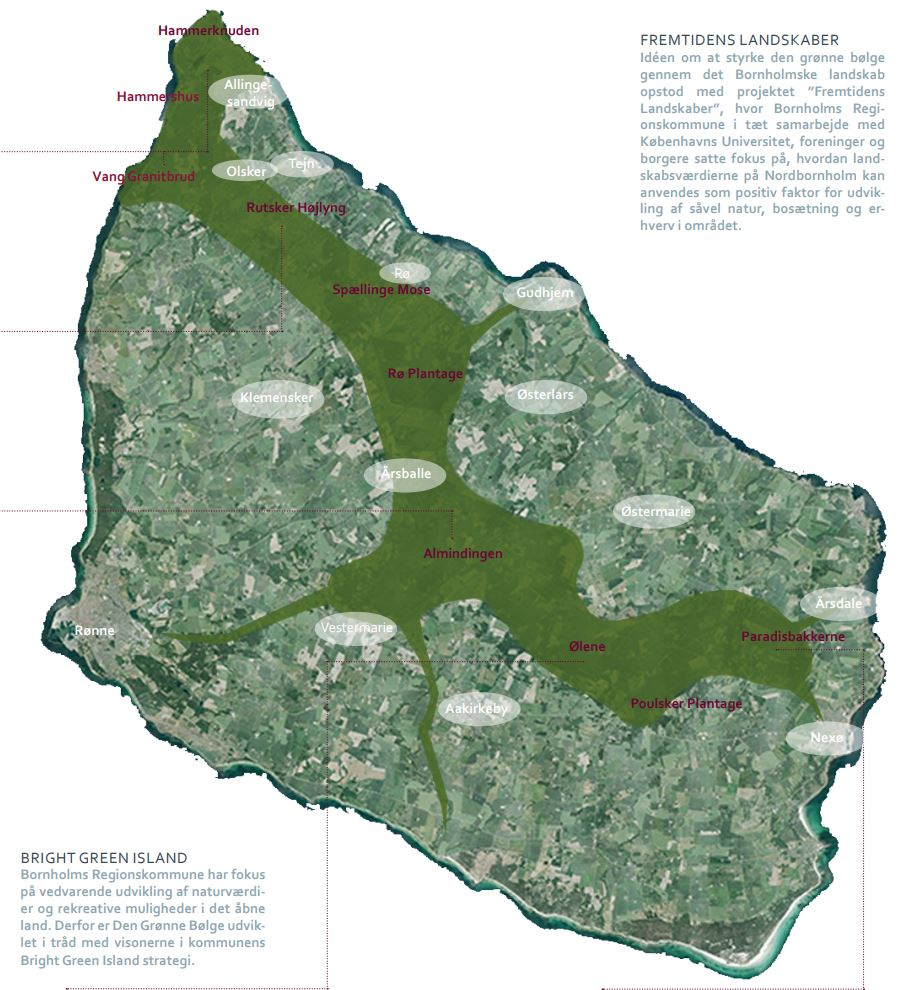 Hammerknuden
FREMTIDENS LANDSKABER
Idéen om at styrke den grønne bølge
gennem det Bornholmske landskab
opstod med projektet ”Fremtidens
Landskaber”, hvor Bornholms Regi-
onskommune i tæt samarbejde med
Københavns Universitet, foreninger og
borgere satte fokus på, hvordan land-
skabsværdierne på Nordbornholm kan
anvendes som positiv faktor for udvik-
ling af såvel natur, bosætning og er-
hverv i området.
Allinge-
sandvig
Hammershus
Tejn
Olsker
Vang Granitbrud
Rutsker Højlyng
Rø
Spællinge Mose
Gudhjem
Rø Plantage
Klemensker
Østerlars
Årsballe
Østermarie
Almindingen
Årsdale
Rønne
Vestermarie
Paradisbakkerne
Ølene
Poulsker Plantage
Aakirkeby
Nexø
BRIGHT GREEN ISLAND
Bornholms Regionskommune har fokus
på vedvarende udvikling af naturværdi-
er og rekreative muligheder i det åbne
land. Derfor er Den Grønne Bølge udvik-
let i tråd med visonerne i kommunens
Bright Green Island strategi.